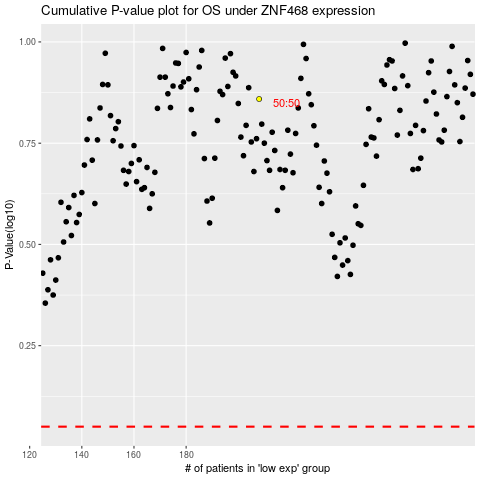 Cumulative P-value plot for OS under ZNF468 expression
1.00
50:50
0.75
P-Value(log10)
0.50
0.25
120 140 160 180
# of patients in 'low exp' group